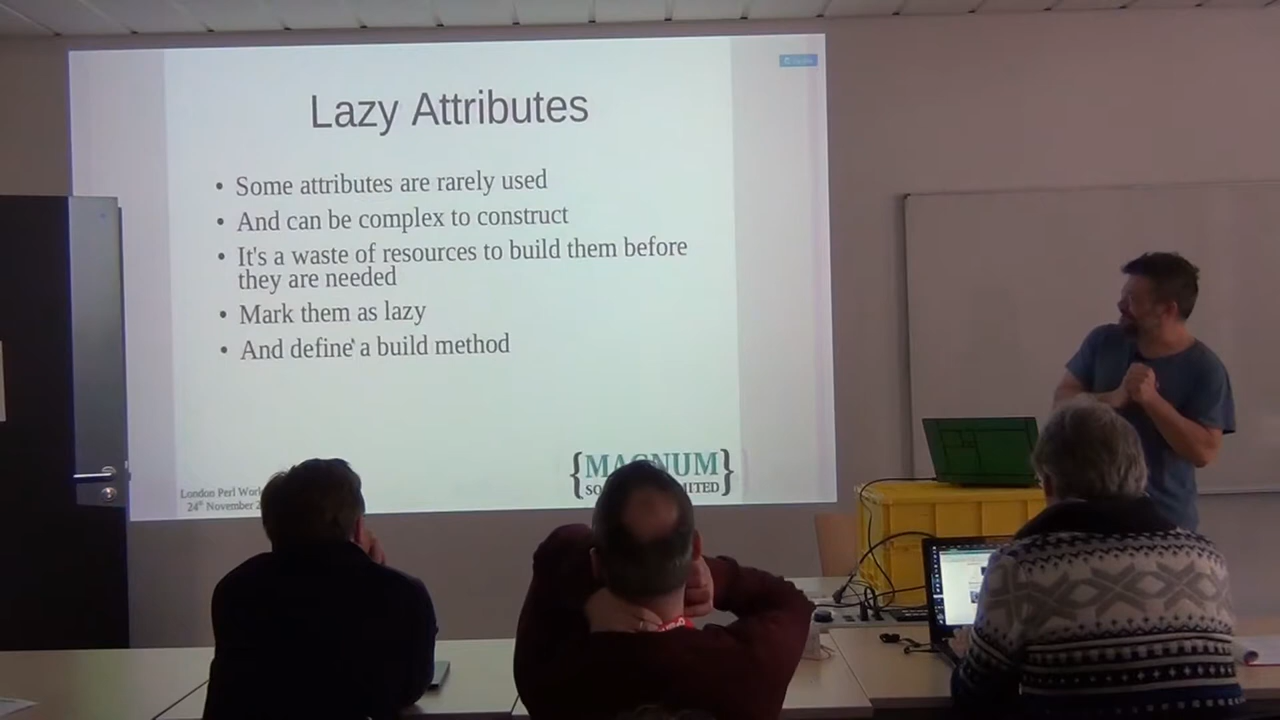 Lazy Attributes
• Some attributes are rarely used
• And can be complex to construct
• It's a waste of resources to build them before
they are needed
• Mark them as lazy
• And define a build method
London Perl
24th November
{MAGNUM}